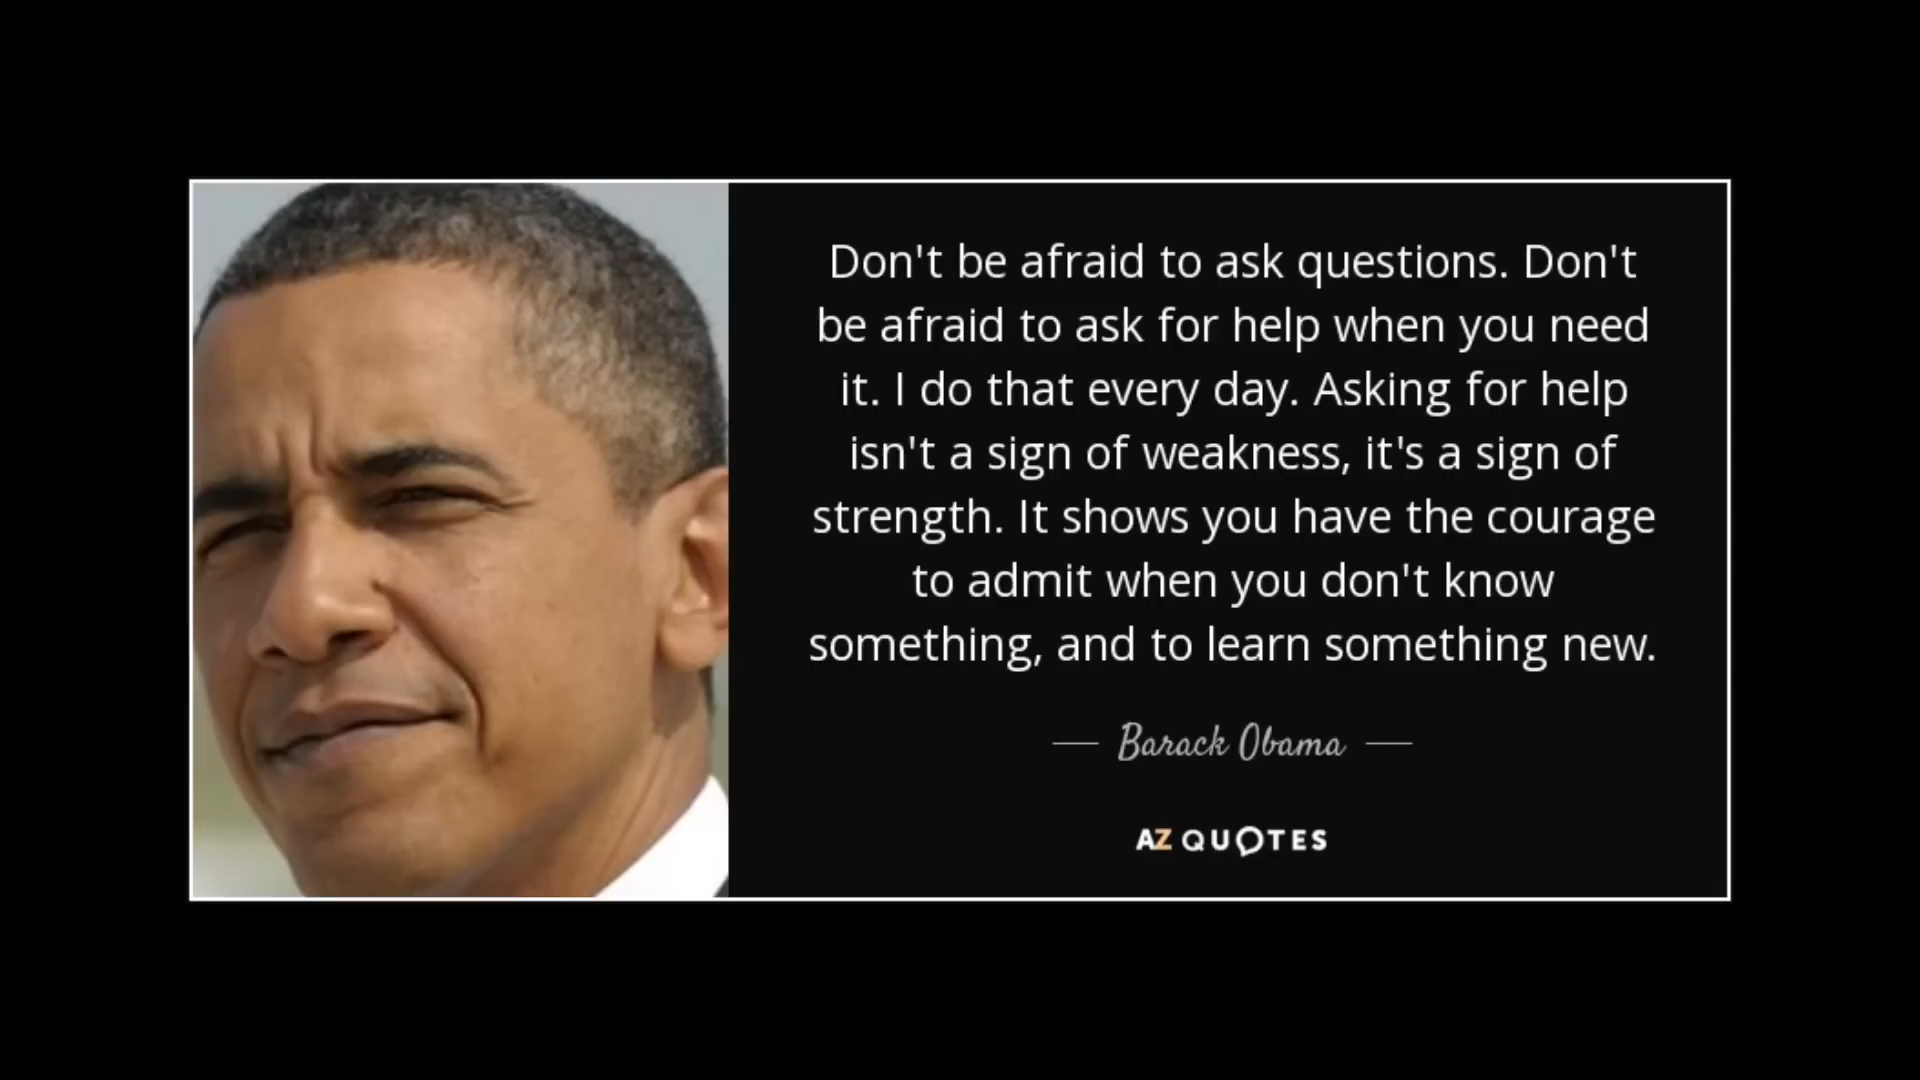 Don't be afraid to ask questions. Don't
be afraid to ask for help when you need
it. I do that every day. Asking for help
isn't a sign of weakness, it's a sign of
strength. It shows you have the courage
to admit when you don't know
something, and to learn something new.
Barack Obama
AZ QUOTES